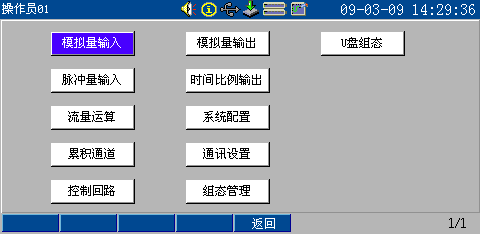 操作员01 09-03-09 14:29:36
模拟量输入 模拟量输出 U盘组态
脉冲量输入 时间比例输出
流量运算 系统配置
累积通道 通讯设置
控制回路 组态管理
返回 1/1